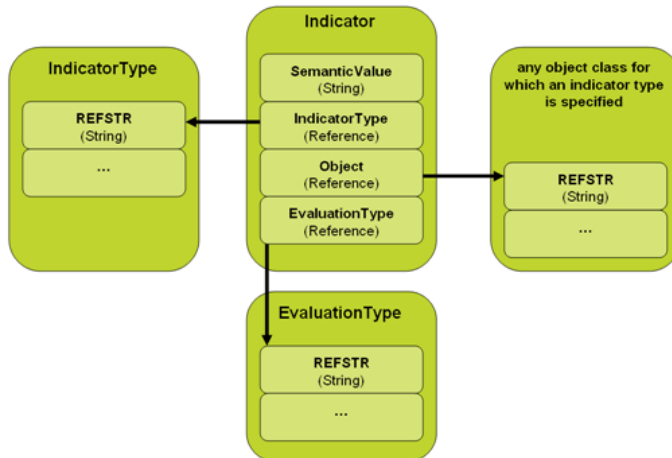 IndicatorType
REFSTR
(String)
...
Indicator
SemanticValue
(String)
IndicatorType
(Reference)
Object
(Reference)
EvaluationType
(Reference)
any object class for
which an indicator type
is specified
REFSTR
(String)
...
EvaluationType
REFSTR
(String)
...